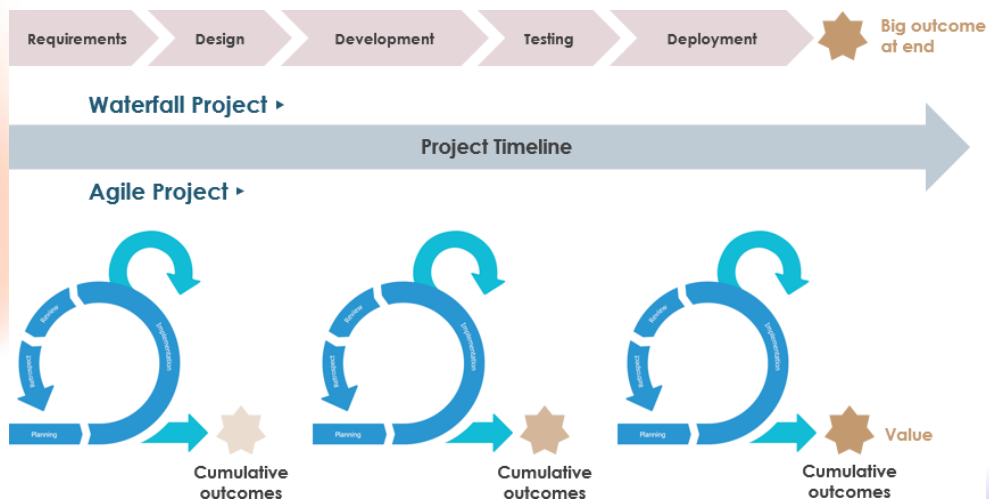 Requirements
Design
Development
Testing
Deployment
Big outcome
at end
Waterfall Project
Project Timeline
Agile Project
Review
Implementation
Retrospect
Planning
Cumulative
outcomes
Review
Implementation
Retrospect
Planning
Cumulative
outcomes
Review
Implementation
Retrospect
Planning
Value
Cumulative
outcomes